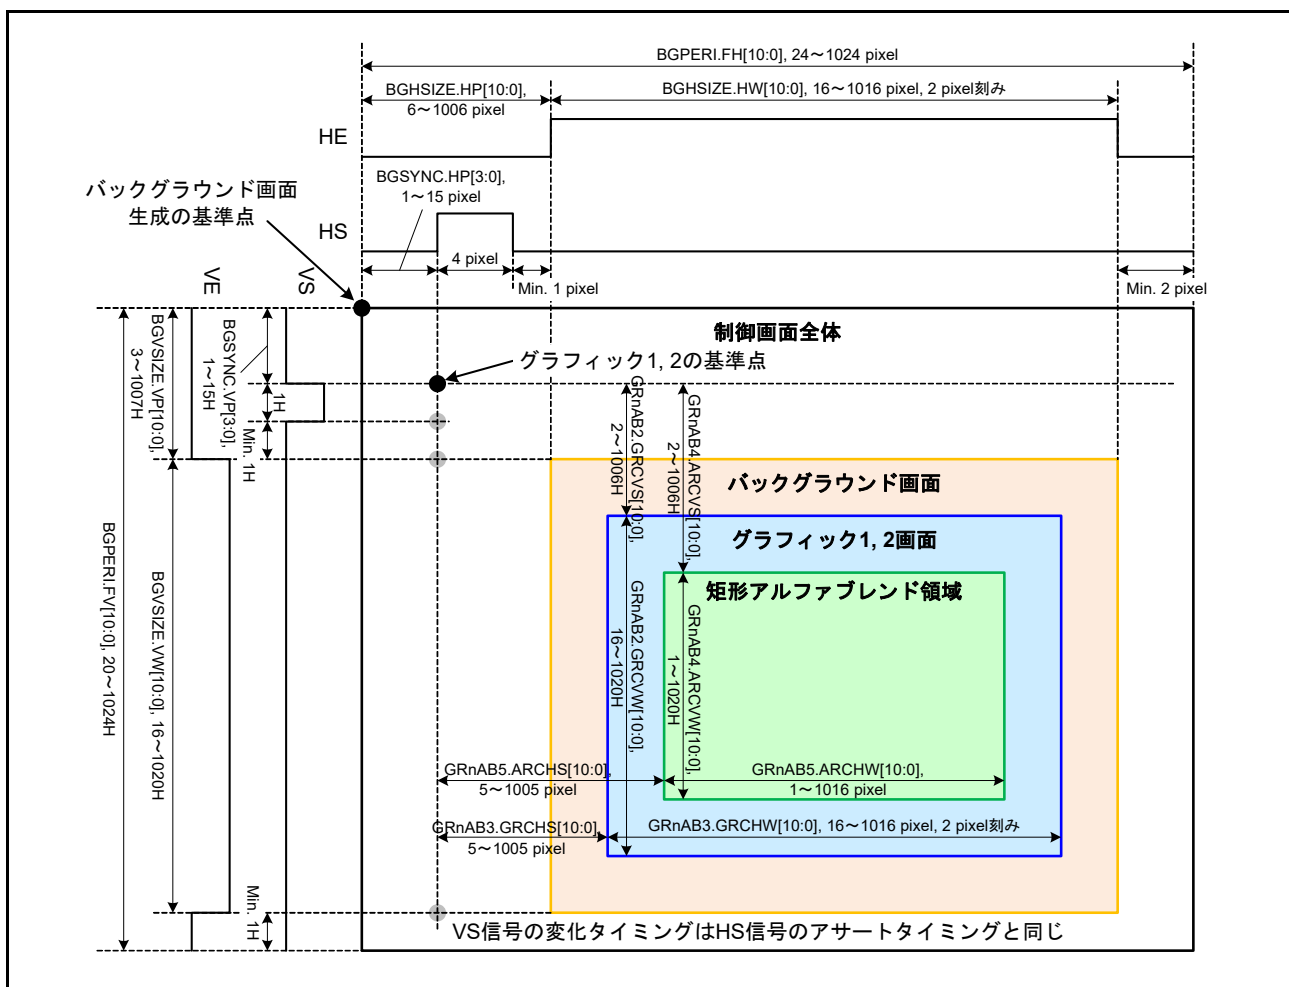 BGPERI.FH[10:0], 24～1024 pixel
BGHSIZE.HP[10:0],
6～1006 pixel
BGHSIZE.HW[10:0], 16～1016 pixel, 2 pixel刻み
HE
BGSYNC.HP[3:0],
1～15 pixel
バックグラウンド画面
生成の基準点
HS
4 pixel
Min. 1 pixel
Min. 2 pixel
VE
VS
制御画面全体
グラフィック1, 2の基準点
BGPERI.FV[10:0], 20～1024H
BGVSIZE.VP[10:0],
3～1007H
BGSYNC.VP[3:0],
1～15H
1H
Min. 1H
BGVSIZE.VW[10:0], 16～1020H
Min. 1H
GRnAB2.GRCVS[10:0],
2～1006H
GRnAB4.ARCVS[10:0],
2～1006H
バックグラウンド画面
グラフィック1, 2画面
矩形アルファブレンド領域
GRnAB2.GRCVW[10:0],
16～1020H
GRnAB4.ARCVW[10:0],
1～1020H
GRnAB5.ARCHS[10:0],
5～1005 pixel
GRnAB5.ARCHW[10:0],
1～1016 pixel
GRnAB3.GRCHS[10:0],
5～1005 pixel
GRnAB3.GRCHW[10:0], 16～1016 pixel, 2 pixel刻み
VS信号の変化タイミングはHS信号のアサートタイミングと同じ